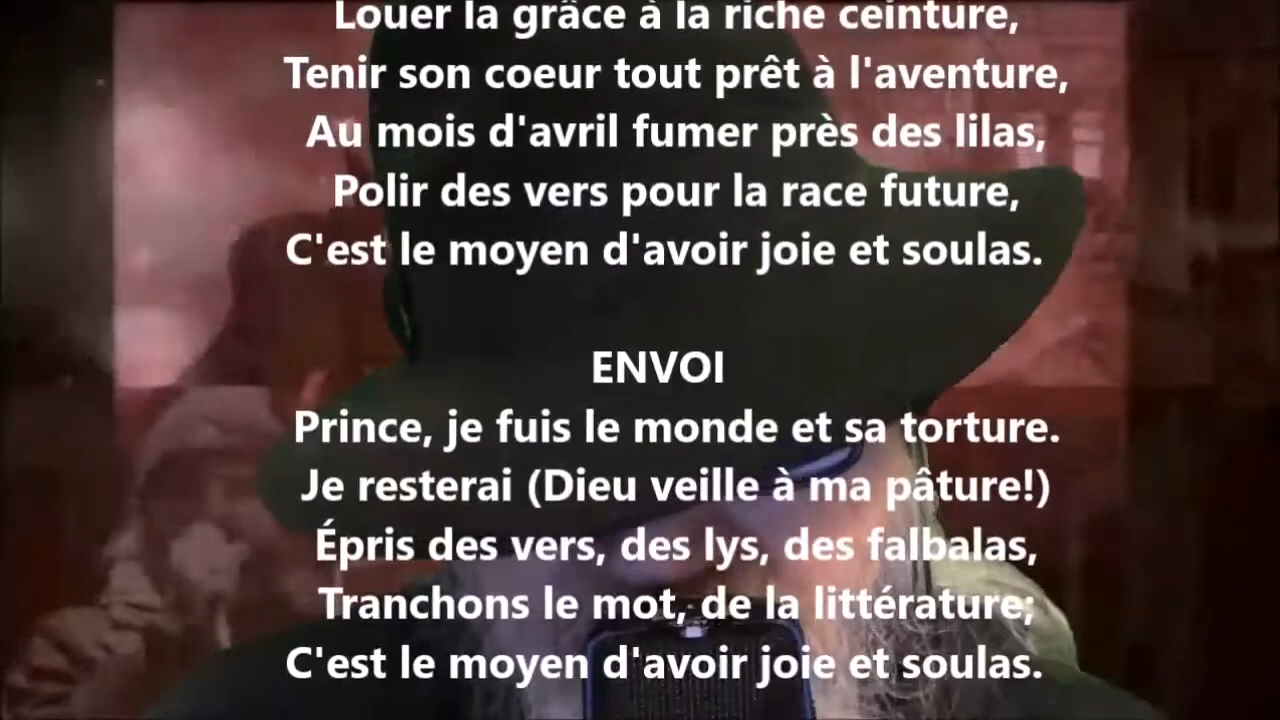 Louer la grâce à la riche ceinture,
Tenir son coeur tout prêt à l'aventure,
Au mois d'avril fumer près des lilas,
Polir des vers pour la race future,
C'est le moyen d'avoir joie et soulas.
ENVOI
Prince, je fuis le monde et sa torture.
Je resterai (Dieu veille à ma pâture!)
Épris des vers, des lys, des falbalas,
Tranchons le mot, de la littérature;
C'est le moyen d'avoir joie et soulas.